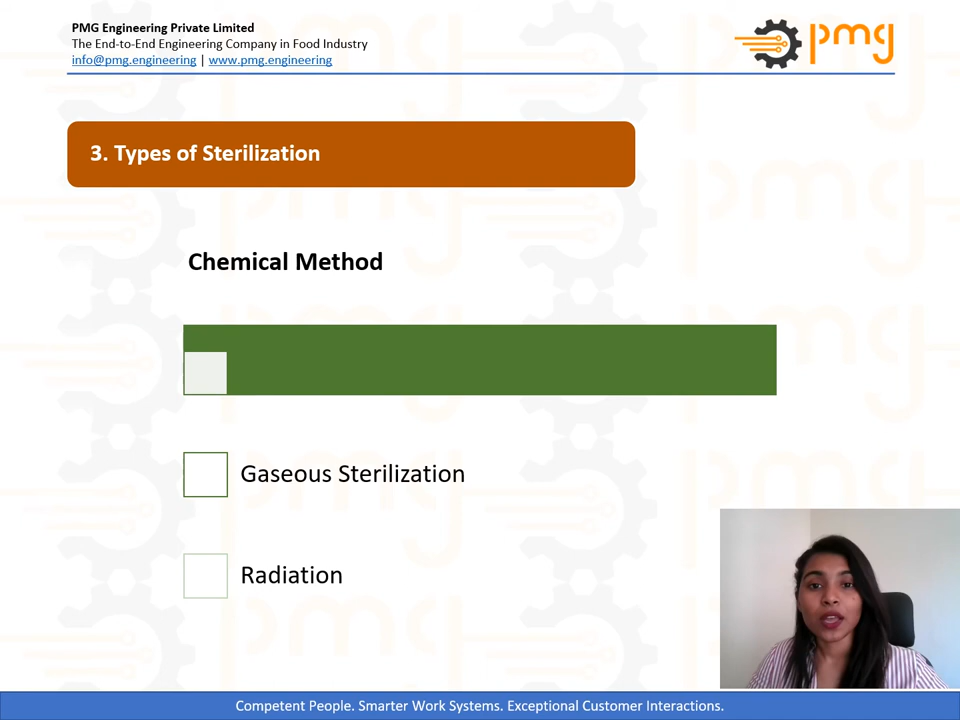 PMG Engineering Private Limited
The End-to-End Engineering Company in Food Industry
info@pmg.engineering | www.pmg.engineering
pmg
3. Types of Sterilization
Chemical Method
Gaseous Sterilization
Radiation
Competent People. Smarter Work Systems. Exceptional Customer Interactions.